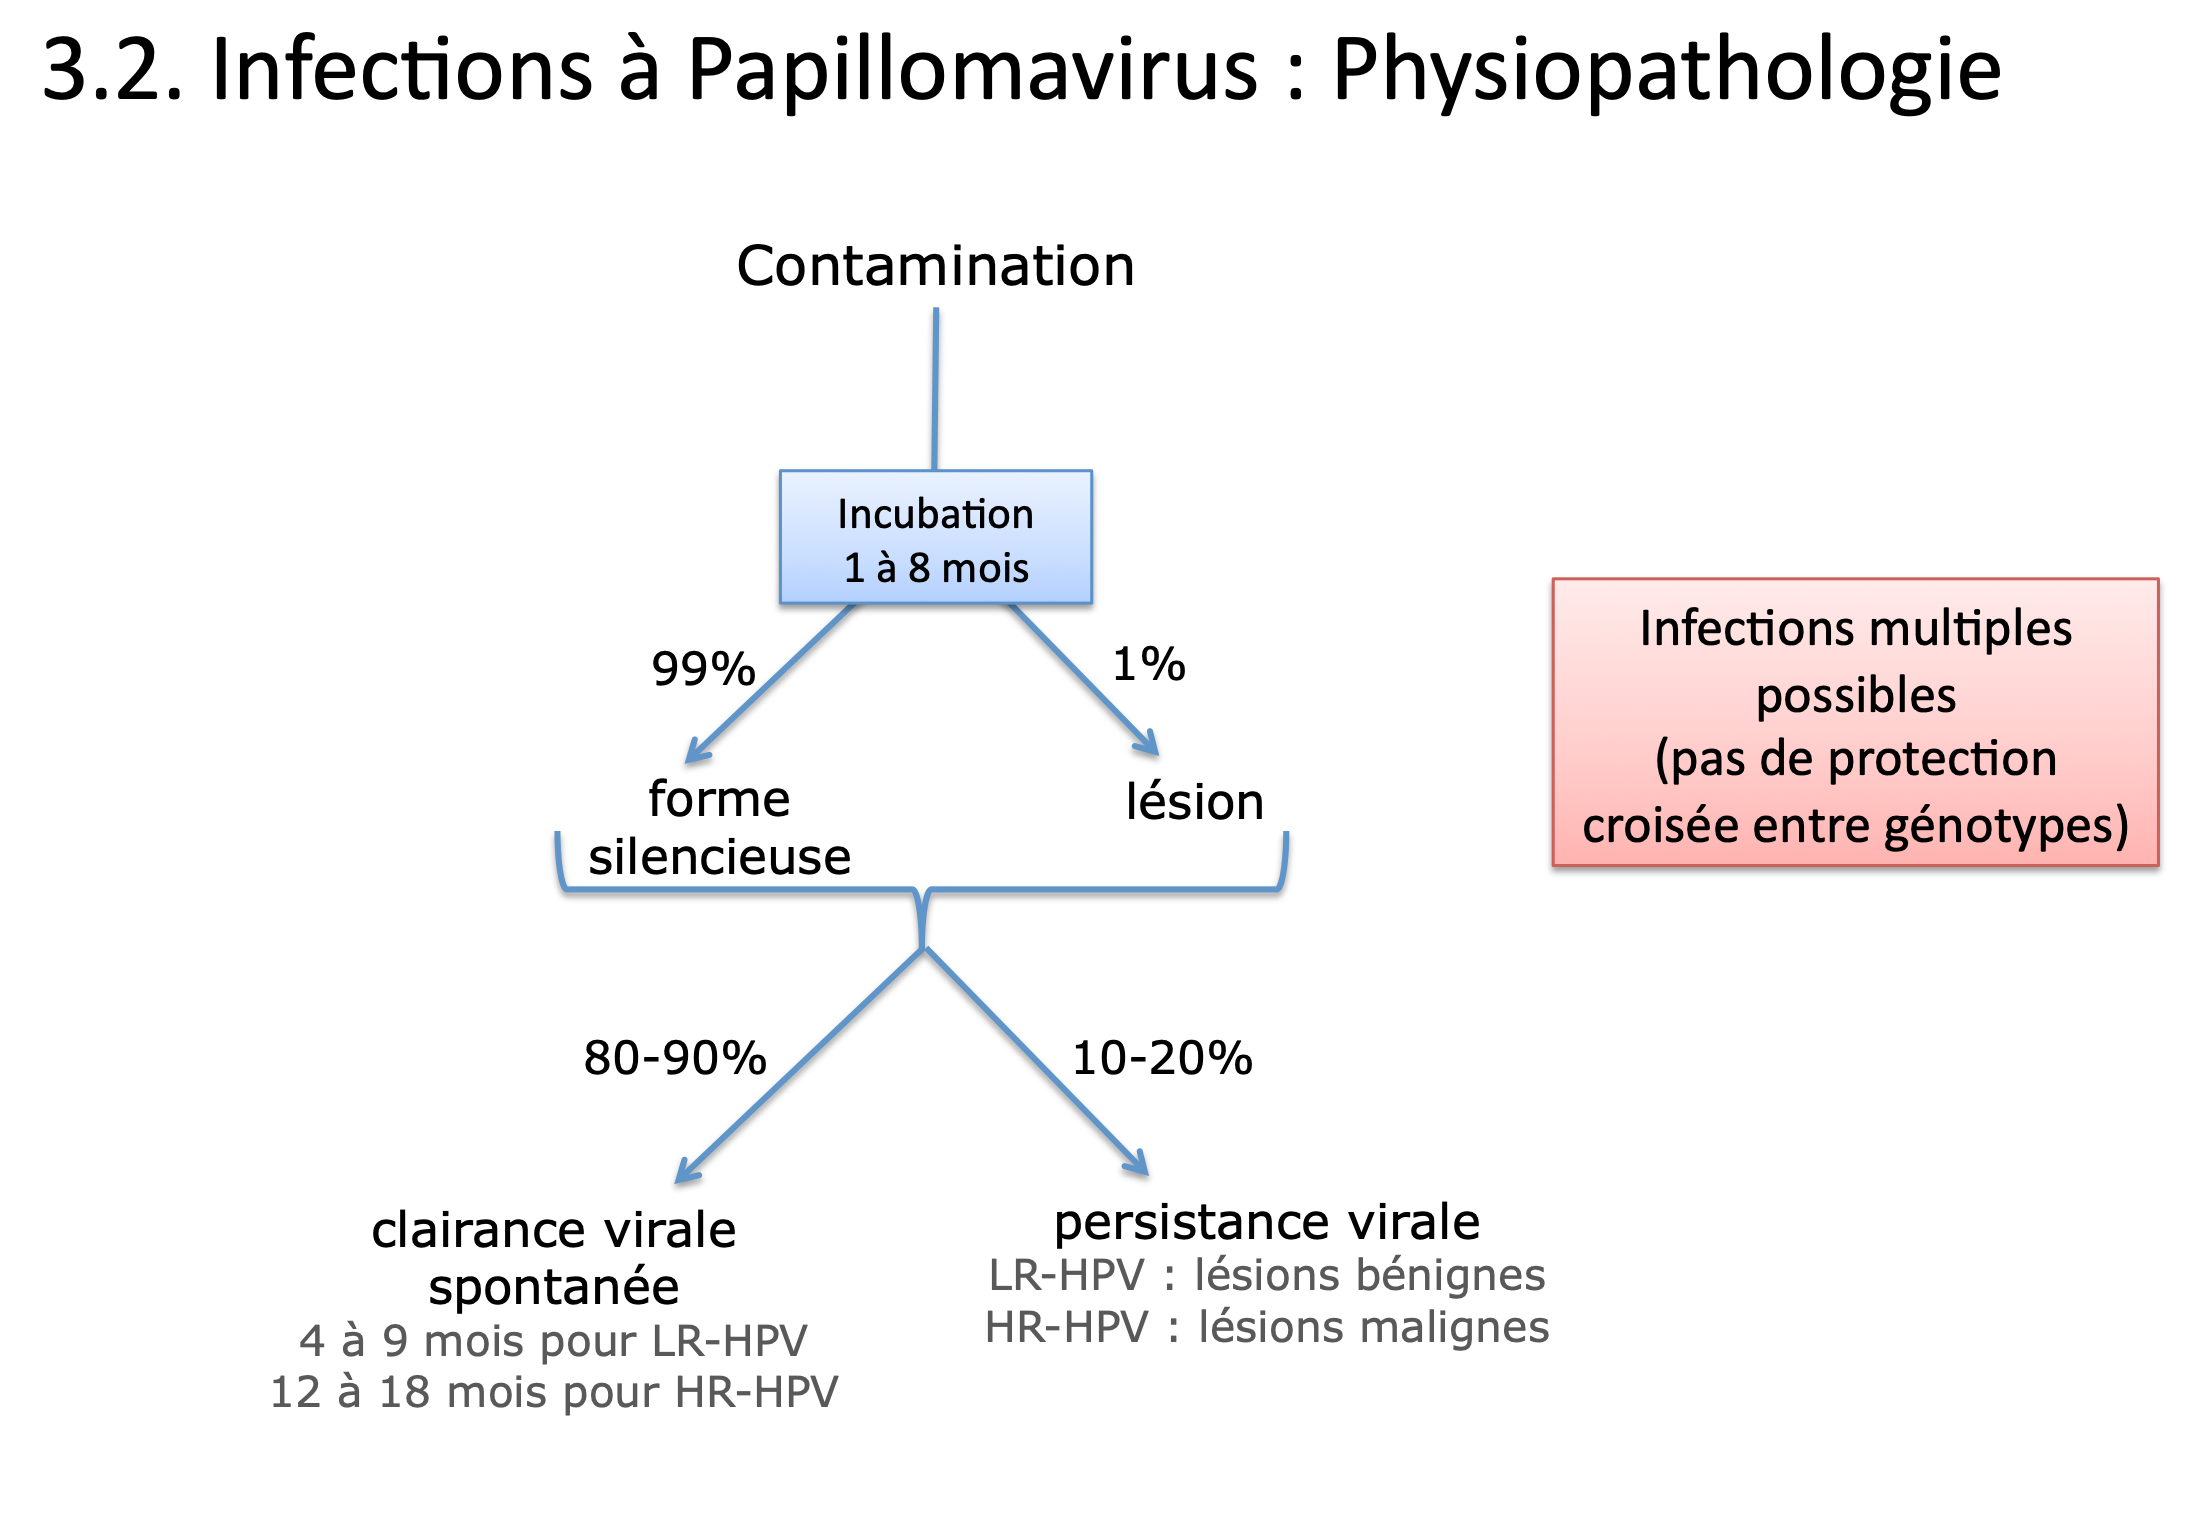 3.2. Infections à Papillomavirus : Physiopathologie
Contamination
Incubation
1 à 8 mois
99%
1%
forme
silencieuse
lésion
Infections multiples
possibles
(pas de protection
croisée entre génotypes)
80-90%
10-20%
clairance virale
spontanée
4 à 9 mois pour LR-HPV
12 à 18 mois pour HR-HPV
persistance virale
LR-HPV : lésions bénignes
HR-HPV : lésions malignes